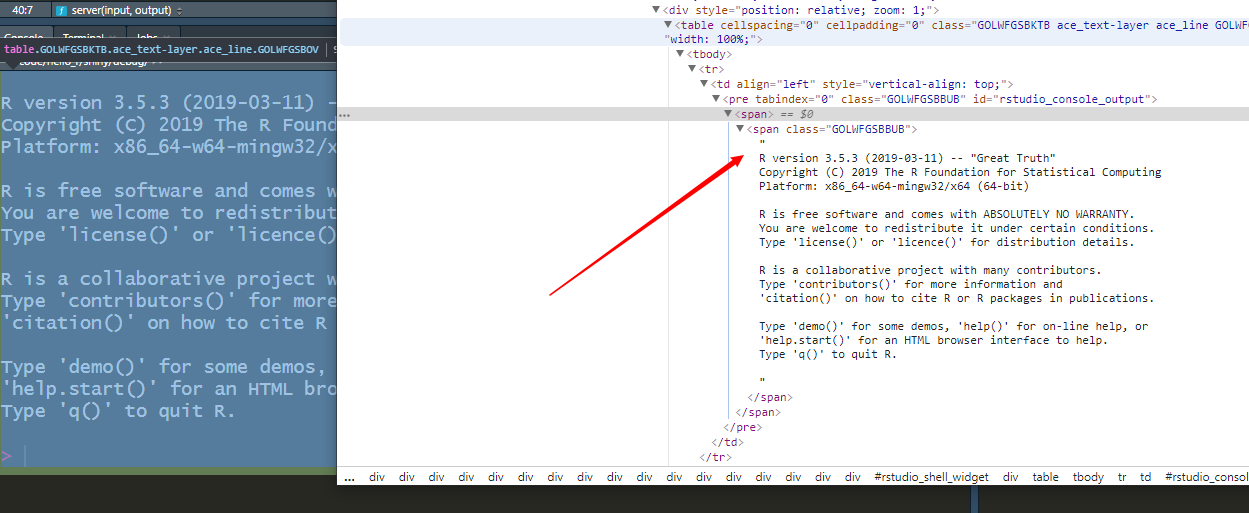 40:7 server(input, output)
Console Terminal Jobs
table.GOLWFGSBKTB.ace_text-layer.ace_line.GOLWFGSBOV
R version 3.5.3 (2019-03-11) -
Copyright (C) 2019 The R Found
Platform: x86_64-w64-mingw32/x
R is free software and comes w
You are welcome to redistribut
Type 'license()' or 'licence()
R is a collaborative project w
Type 'contributors()' for more
'citation()' on how to cite R
Type 'demo()' for some demos,
'help.start()' for an HTML bro
Type 'q()' to quit R.
>
<div style="position: relative; zoom: 1;">
<table cellspacing="0" cellpadding="0" class="GOLWFGSBKTB ace_text-layer ace_line GOLWF
"width: 100%;">
<tbody>
<tr>
<td align="left" style="vertical-align: top;">
<pre tabindex="0" class="GOLWFGSBBUB" id="rstudio_console_output">
... <span> == $0
<span class="GOLWFGSBBUB">
"
R version 3.5.3 (2019-03-11) -- "Great Truth"
Copyright (C) 2019 The R Foundation for Statistical Computing
Platform: x86_64-w64-mingw32/x64 (64-bit)
R is free software and comes with ABSOLUTELY NO WARRANTY.
You are welcome to redistribute it under certain conditions.
Type 'license()' or 'licence()' for distribution details.
R is a collaborative project with many contributors.
Type 'contributors()' for more information and
'citation()' on how to cite R or R packages in publications.
Type 'demo()' for some demos, 'help()' for on-line help, or
'help.start()' for an HTML browser interface to help.
Type 'q()' to quit R.
"
</span>
</span>
</pre>
</td>
</tr>
... div div div div div div div div div div div div div div div div div #rstudio_shell_widget div table tbody tr td #rstudio_consol